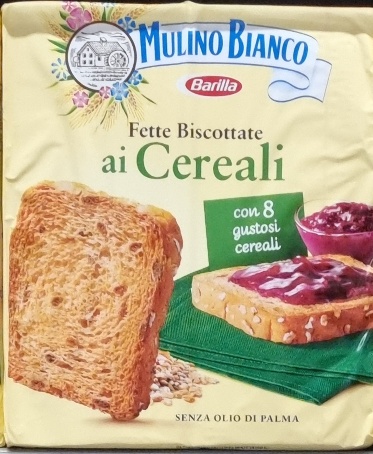 MULINO BIANCO
Barilla
Fette Biscottate
ai Cereali
con 8
gustosi
cereali
SENZA OLIO DI PALMA